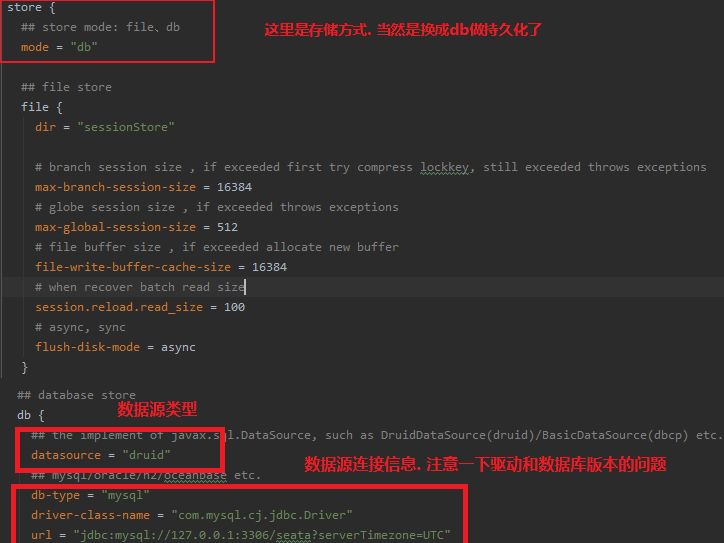 store {
## store mode: file、db
这里是存储方式. 当然是换成db做持久化了
mode = "db"
## file store
file {
dir = "sessionStore"
# branch session size , if exceeded first try compress lockkey, still exceeded throws exceptions
max-branch-session-size = 16384
# globe session size , if exceeded throws exceptions
max-global-session-size = 512
# file buffer size , if exceeded allocate new buffer
file-write-buffer-cache-size = 16384
# when recover batch read size
session.reload.read_size = 100
# async, sync
flush-disk-mode = async
}
## database store
数据源类型
db {
## the implement of javax.sql.DataSource, such as DruidDataSource(druid)/BasicDataSource(dbcp) etc.
datasource = "druid"
数据源连接信息. 注意一下驱动和数据库版本的问题
## mysql/oracle/h2/oceanbase etc.
db-type = "mysql"
driver-class-name = "com.mysql.cj.jdbc.Driver"
url = "jdbc:mysql://127.0.0.1:3306/seata?serverTimezone=UTC"